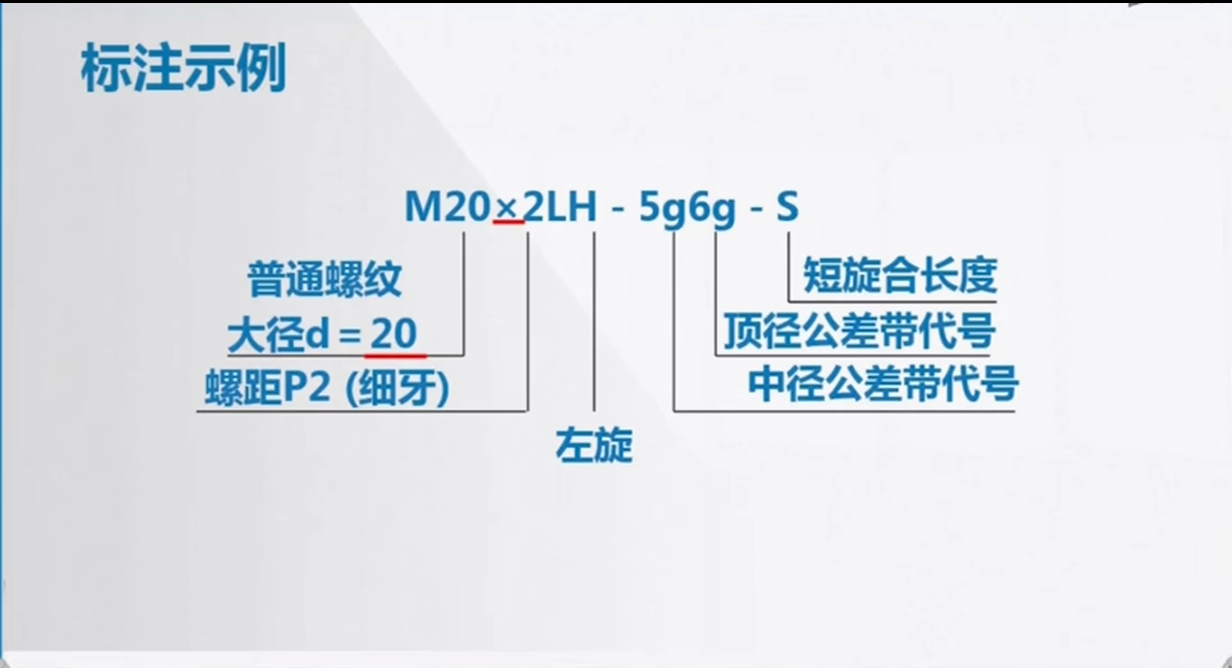 标注示例
M20×2LH - 5g6g - S
普通螺纹
短旋合长度
大径d = 20
顶径公差带代号
螺距P2 (细牙)
中径公差带代号
左旋